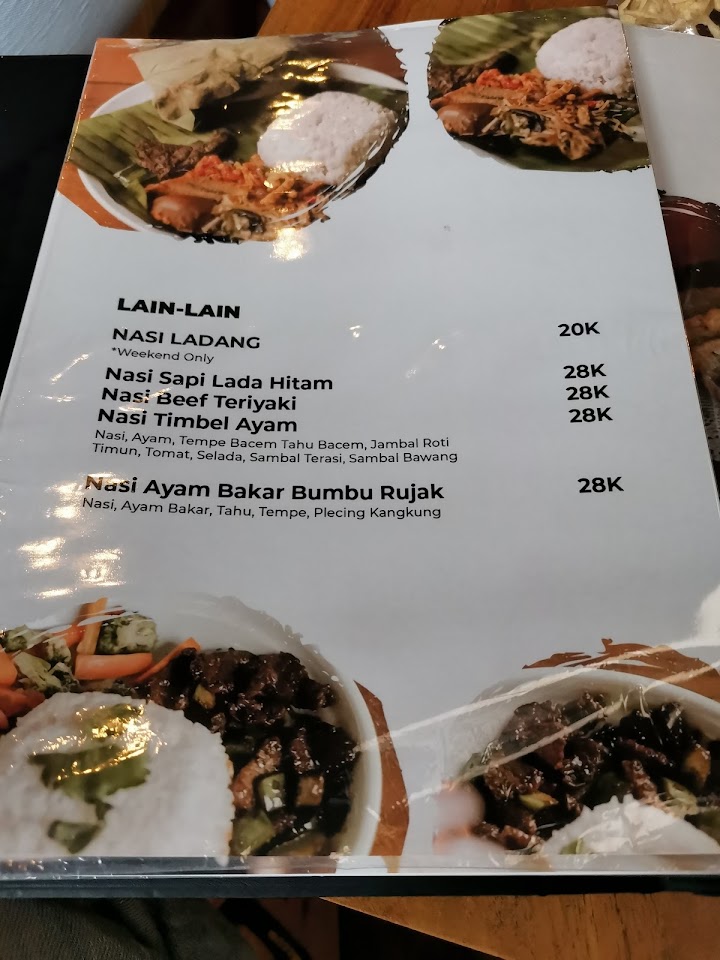 LAIN-LAIN
NASI LADANG 20K
*Weekend Only
Nasi Sapi Lada Hitam 28K
Nasi Beef Teriyaki 28K
Nasi Timbel Ayam 28K
Nasi, Ayam, Tempe Bacem Tahu Bacem, Jambal Roti
Timun, Tomat, Selada, Sambal Terasi, Sambal Bawang
Nasi Ayam Bakar Bumbu Rujak 28K
Nasi, Ayam Bakar, Tahu, Tempe, Plecing Kangkung